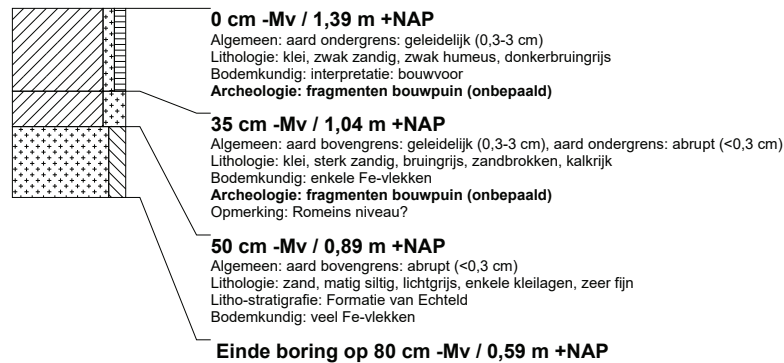 0 cm -Mv / 1,39 m +NAP
Algemeen: aard ondergrens: geleidelijk (0,3-3 cm)
Lithologie: klei, zwak zandig, zwak humeus, donkerbruingrijs
Bodemkundig: interpretatie: bouwvoor
Archeologie: fragmenten bouwpuin (onbepaald)
35 cm -Mv / 1,04 m +NAP
Algemeen: aard bovengrens: geleidelijk (0,3-3 cm), aard ondergrens: abrupt (<0,3 cm)
Lithologie: klei, sterk zandig, bruingrijs, zandbrokken, kalkrijk
Bodemkundig: enkele Fe-vlekken
Archeologie: fragmenten bouwpuin (onbepaald)
Opmerking: Romeins niveau?
50 cm -Mv / 0,89 m +NAP
Algemeen: aard bovengrens: abrupt (<0,3 cm)
Lithologie: zand, matig siltig, lichtgrijs, enkele kleilagen, zeer fijn
Litho-stratigrafie: Formatie van Echteld
Bodemkundig: veel Fe-vlekken
Einde boring op 80 cm -Mv / 0,59 m +NAP